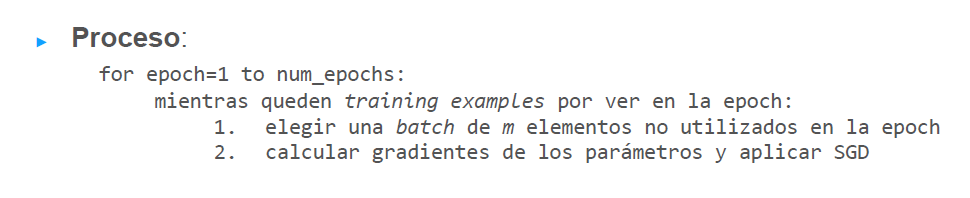 ▸ Proceso:
for epoch=1 to num_epochs:
mientras queden training examples por ver en la epoch:
1. elegir una batch de m elementos no utilizados en la epoch
2. calcular gradientes de los parámetros y aplicar SGD